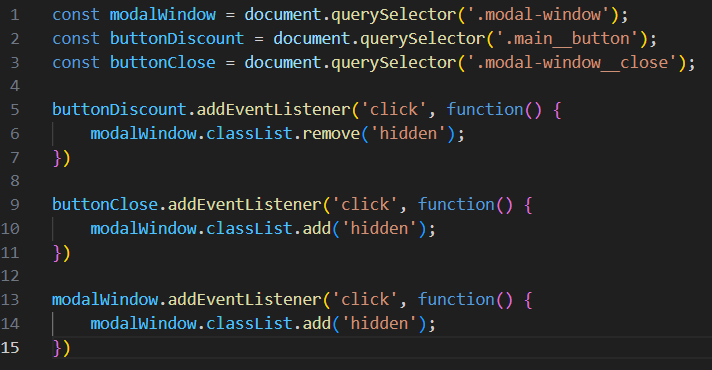 1 const modalWindow = document.querySelector('.modal-window');
2 const buttonDiscount = document.querySelector('.main__button');
3 const buttonClose = document.querySelector('.modal-window__close');
4
5 buttonDiscount.addEventListener('click', function() {
6     modalWindow.classList.remove('hidden');
7 })
8
9 buttonClose.addEventListener('click', function() {
10     modalWindow.classList.add('hidden');
11 })
12
13 modalWindow.addEventListener('click', function() {
14     modalWindow.classList.add('hidden');
15 })